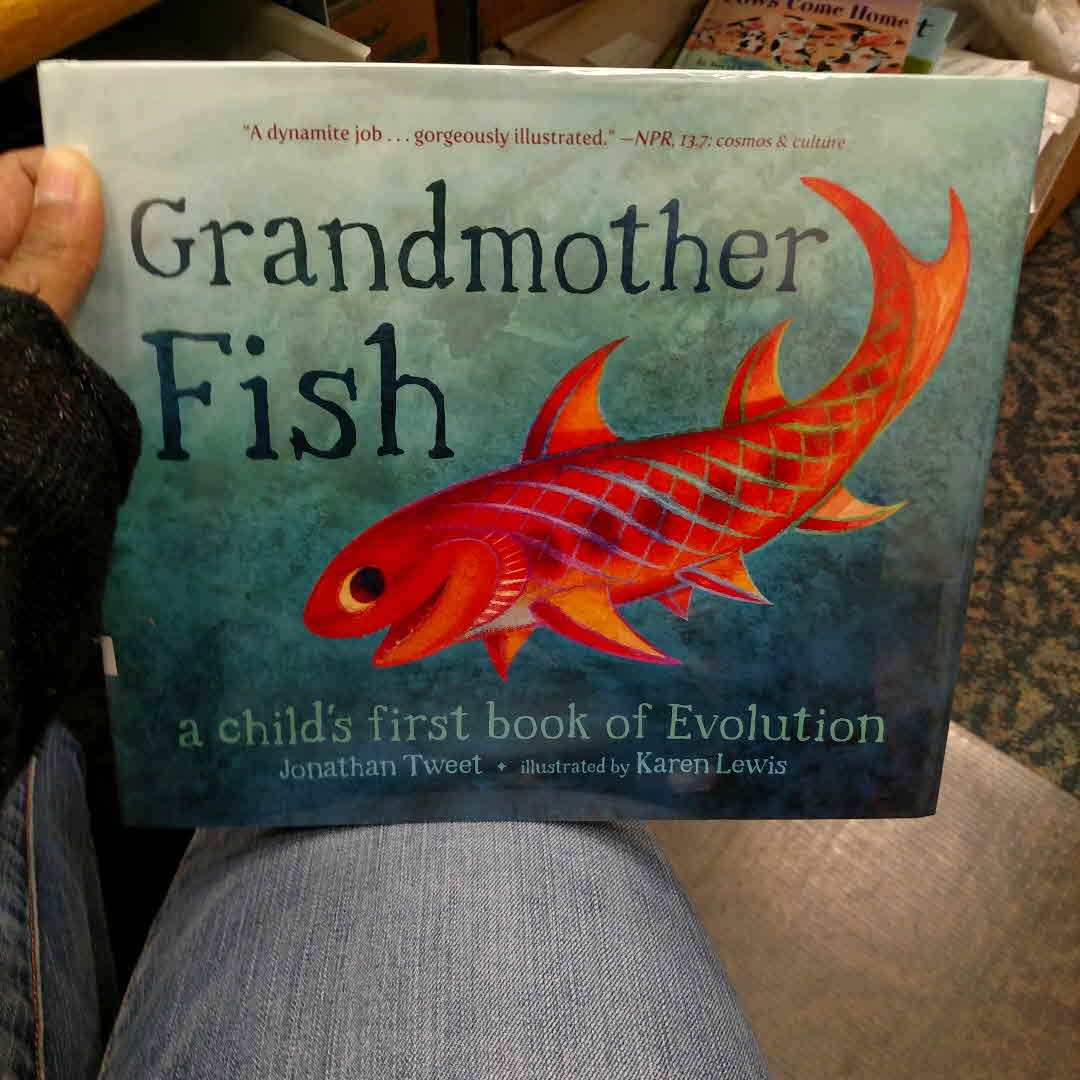 Come Home
"A dynamite job . . . gorgeously illustrated." —NPR, 13.7: cosmos & culture
Grandmother
Fish
a child's first book of Evolution
Jonathan Tweet ✦ illustrated by Karen Lewis